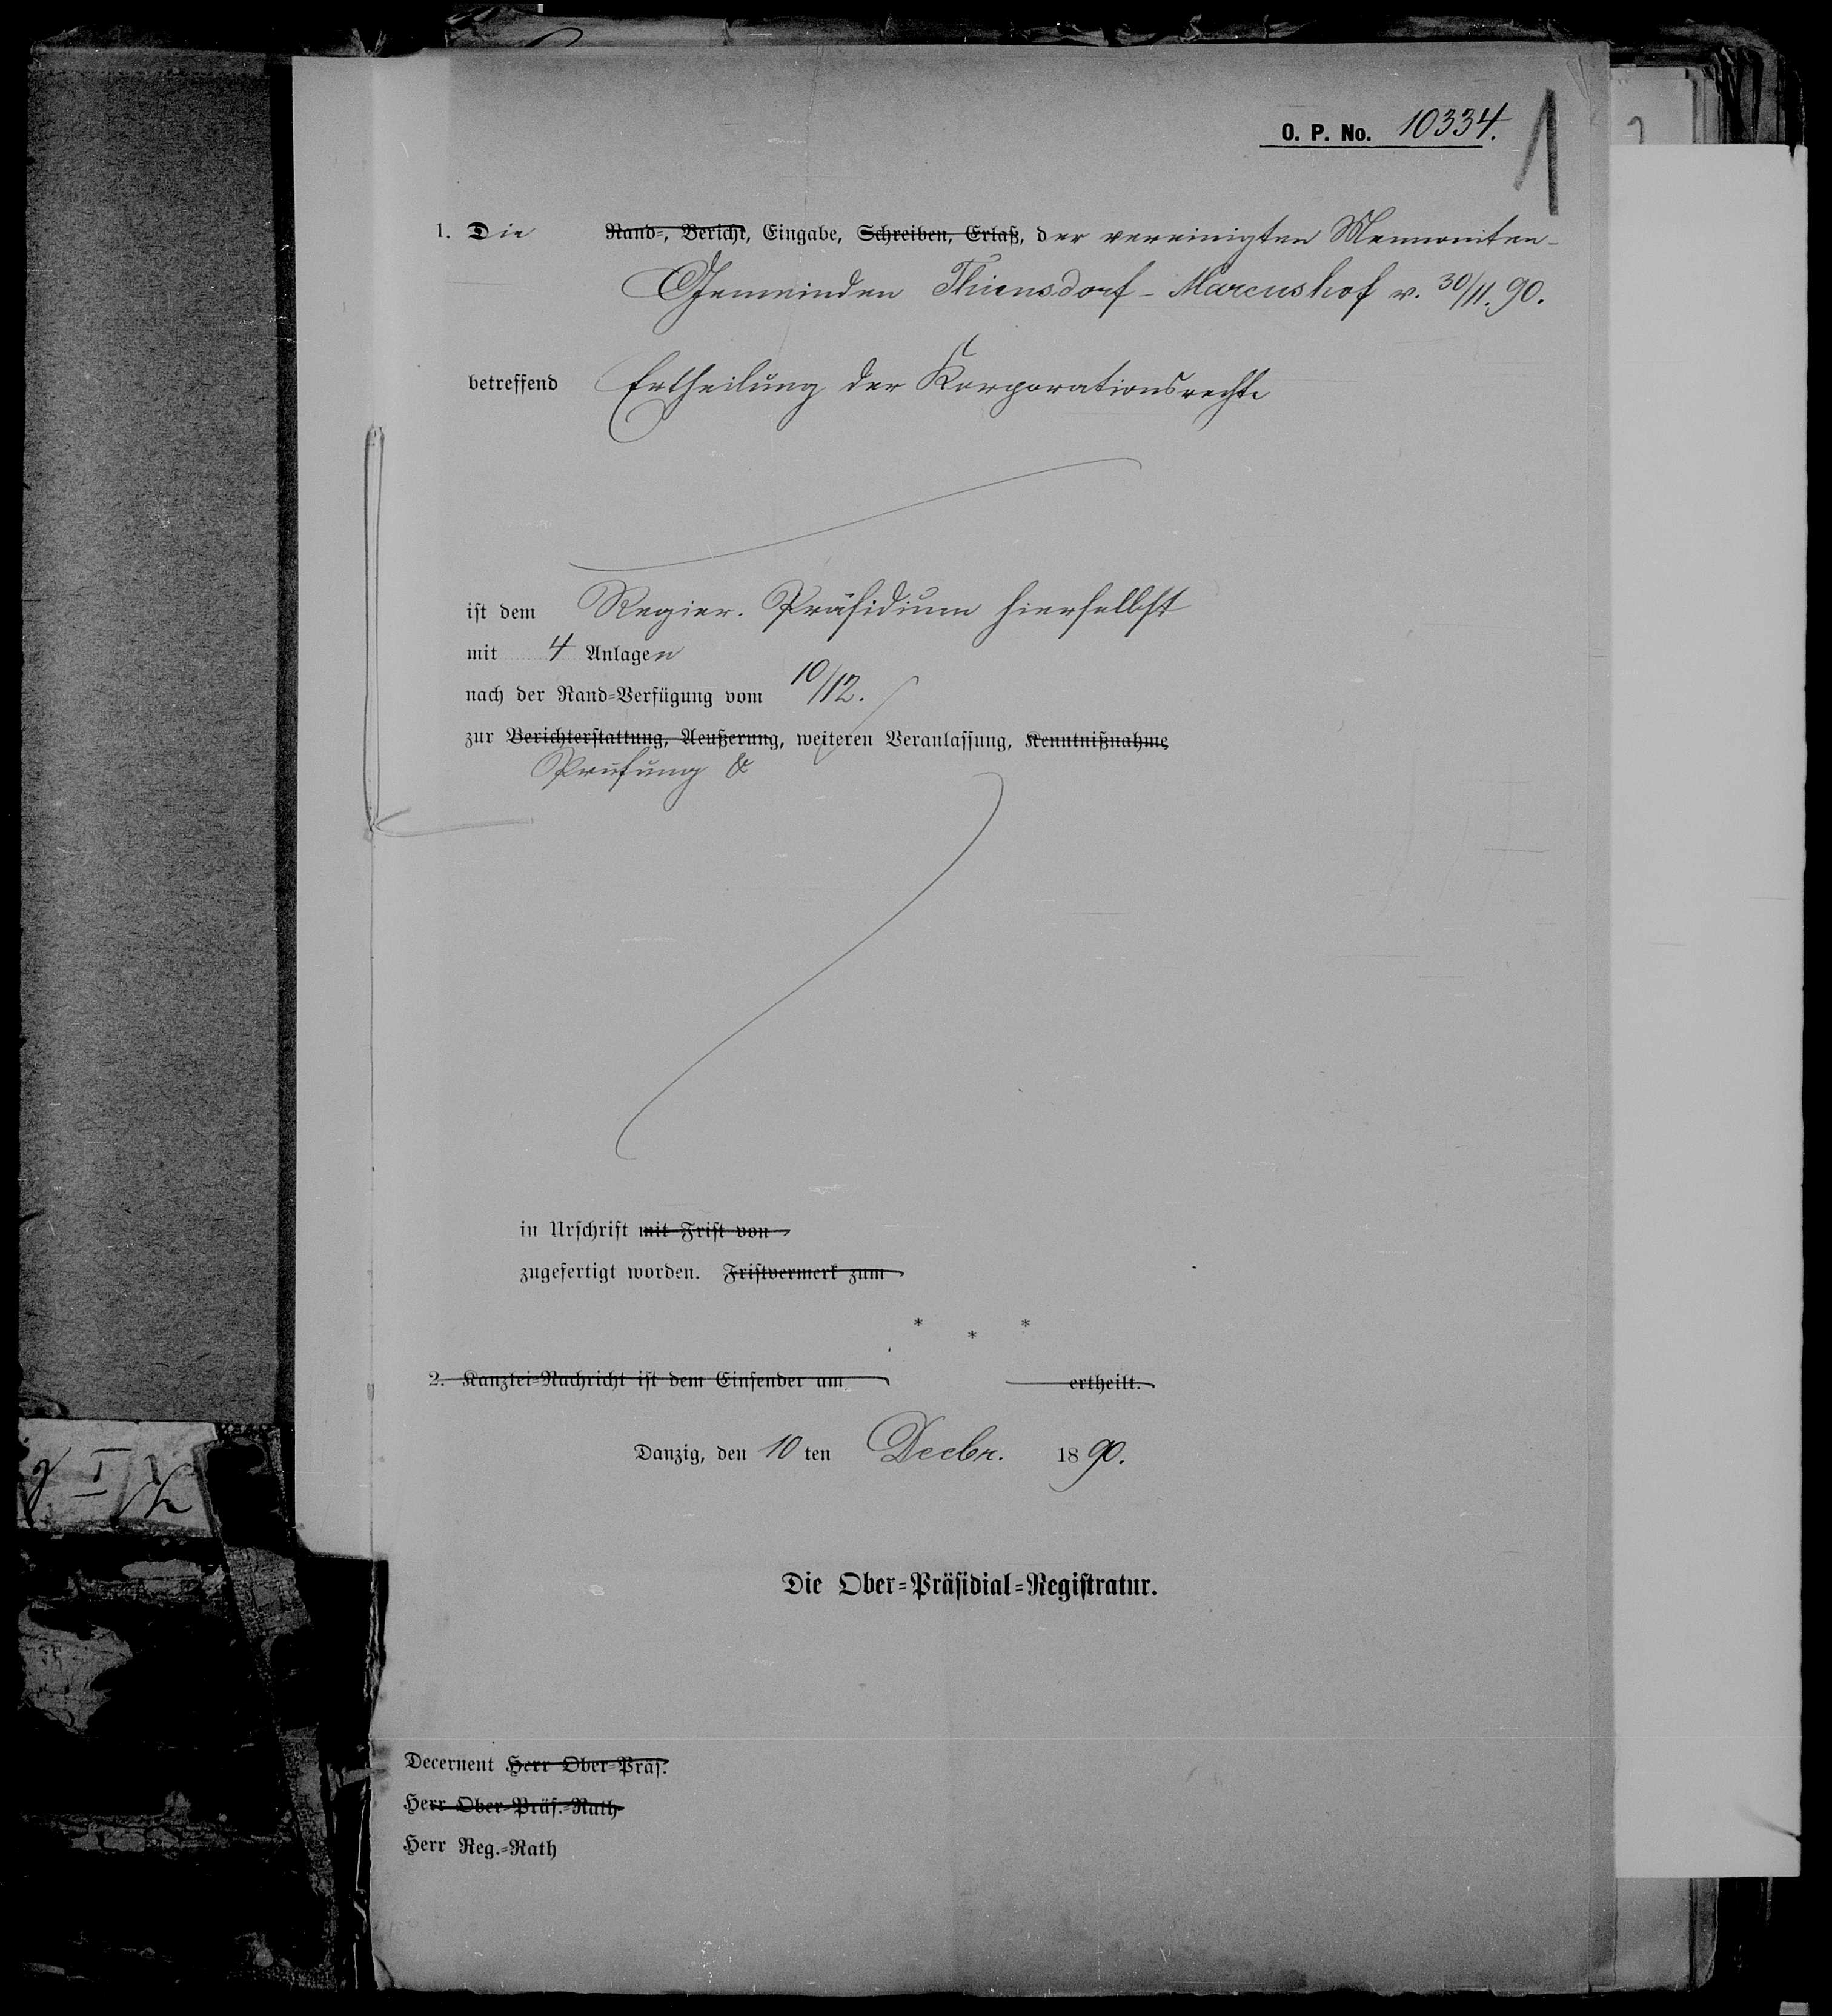 O. P. No. 10334.
1
1. Die Rand-, Bericht, Eingabe, Schreiben, Erlaß, der vereinigten Mennoniten-
Gemeinden Thiensdorf-Marcushof v. 30/11. 90.
betreffend Ertheilung der Korporationsrechte
ist dem Regier. Präsidium hierselbst
mit 4 Anlagen
nach der Rand-Verfügung vom 10/12.
zur Berichterstattung, Aeußerung, weiteren Veranlassung, Kenntnißnahme
Prüfung &
in Urschrift mit Frist von
zugefertigt worden. Fristvermerk zum
* * *
2. Kanzlei-Nachricht ist dem Einsender am ertheilt.
Danzig, den 10 ten Decbr. 1890.
Die Ober-Präsidial-Registratur.
Decernent Herr Ober-Präs.
Herr Ober-Präs.-Rath
Herr Reg.-Rath